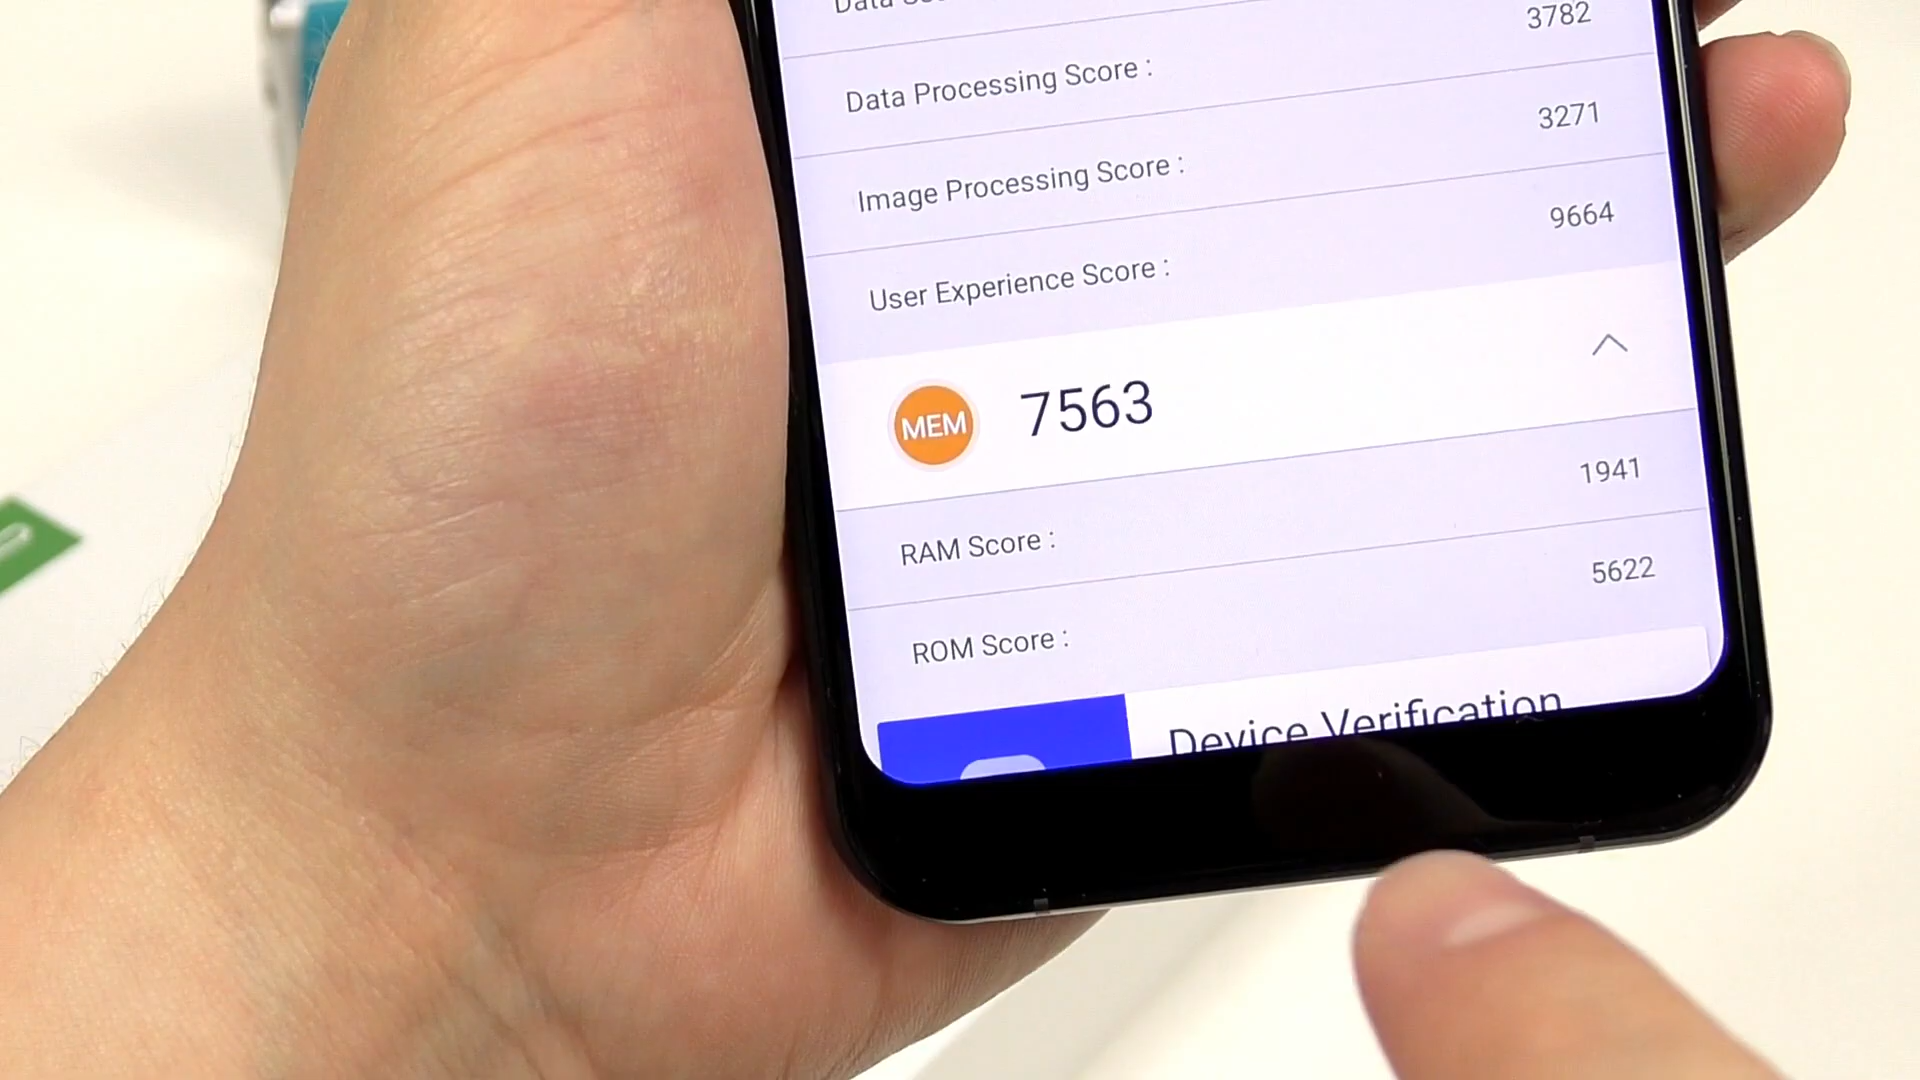 Data
Data Processing Score : 3782
Image Processing Score : 3271
User Experience Score : 9664
MEM 7563
RAM Score : 1941
ROM Score : 5622
Device Verification